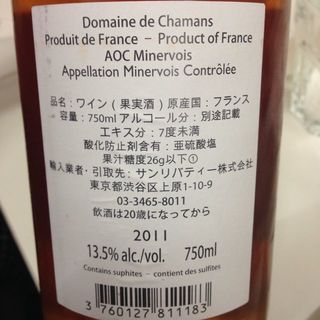 Domaine de Chamans
Produit de France – Product of France
AOC Minervois
Appellation Minervois Contrôlée
品名：ワイン（果実酒）原産国：フランス
容量：750ml アルコール分：別途記載
エキス分：7度未満
酸化防止剤含有：亜硫酸塩
果汁糖度26g以下①
輸入業者・引取先：サンリバティー株式会社
東京都渋谷区上原1-10-9
03-3465-8011
飲酒は20歳になってから
2011
13.5% alc./vol. 750ml
Contains suphites – contient des sulfites
3 760127 811183